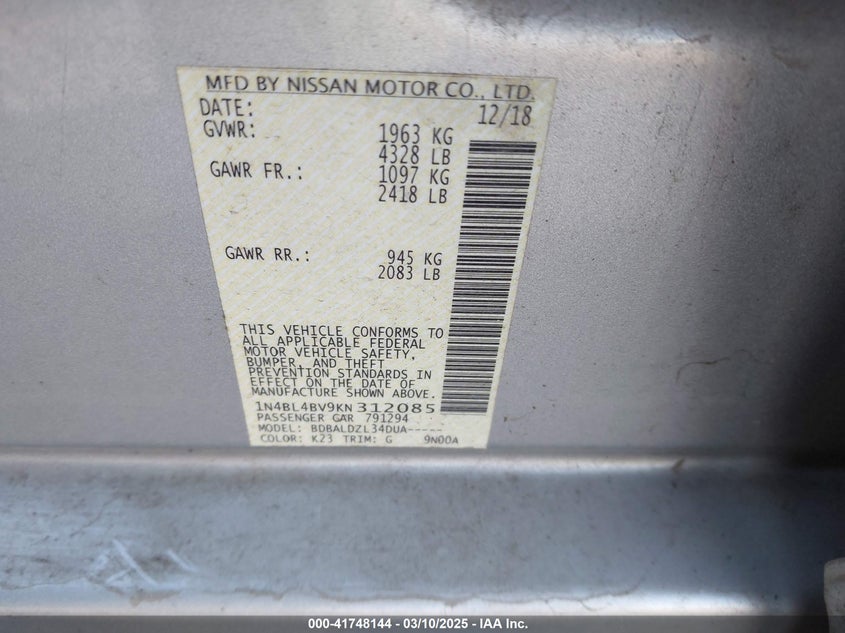 MFD BY NISSAN MOTOR CO., LTD.
DATE: 12/18
GVWR: 1963 KG
4328 LB
GAWR FR.: 1097 KG
2418 LB
GAWR RR.: 945 KG
2083 LB
THIS VEHICLE CONFORMS TO
ALL APPLICABLE FEDERAL
MOTOR VEHICLE SAFETY,
BUMPER, AND THEFT
PREVENTION STANDARDS IN
EFFECT ON THE DATE OF
MANUFACTURE SHOWN ABOVE.
1N4BL4BV9KN312085
PASSENGER CAR 791294
MODEL: BDBALDZL34DUA-----
COLOR: K23 TRIM: G 9N00A
000-41748144 — 03/10/2025 — IAA Inc.